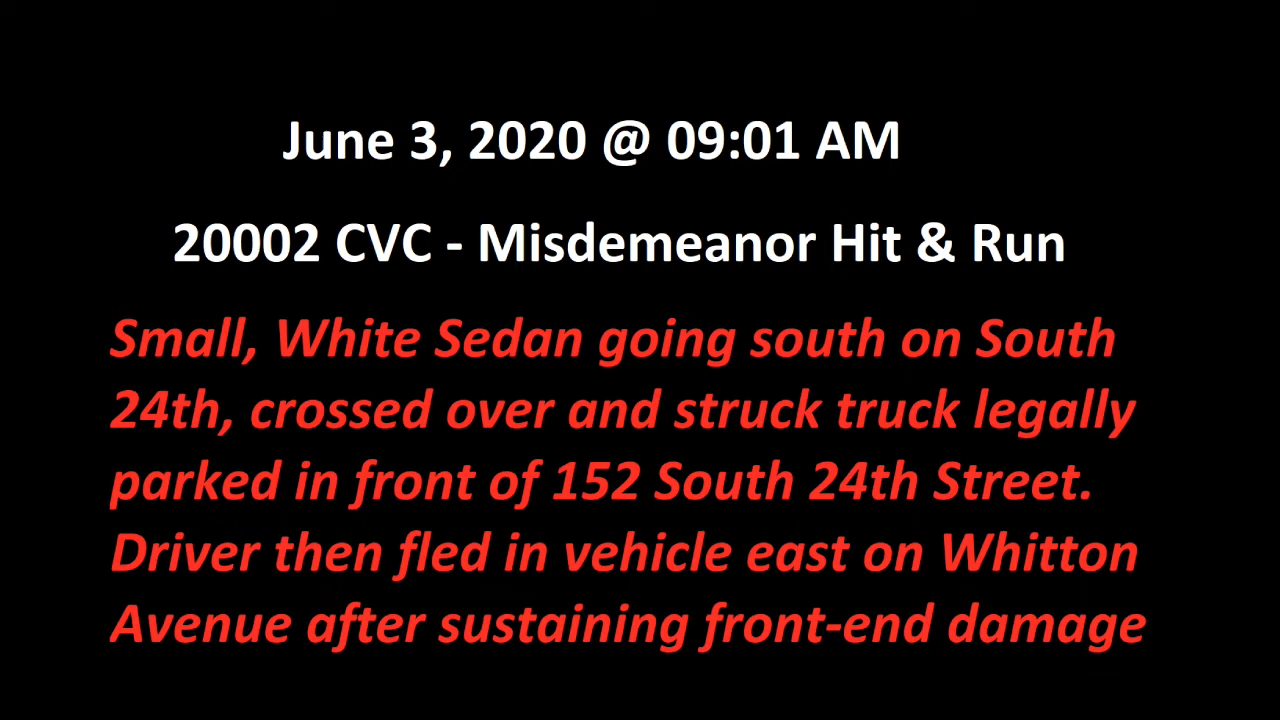 June 3, 2020 @ 09:01 AM
20002 CVC - Misdemeanor Hit & Run
Small, White Sedan going south on South
24th, crossed over and struck truck legally
parked in front of 152 South 24th Street.
Driver then fled in vehicle east on Whitton
Avenue after sustaining front-end damage